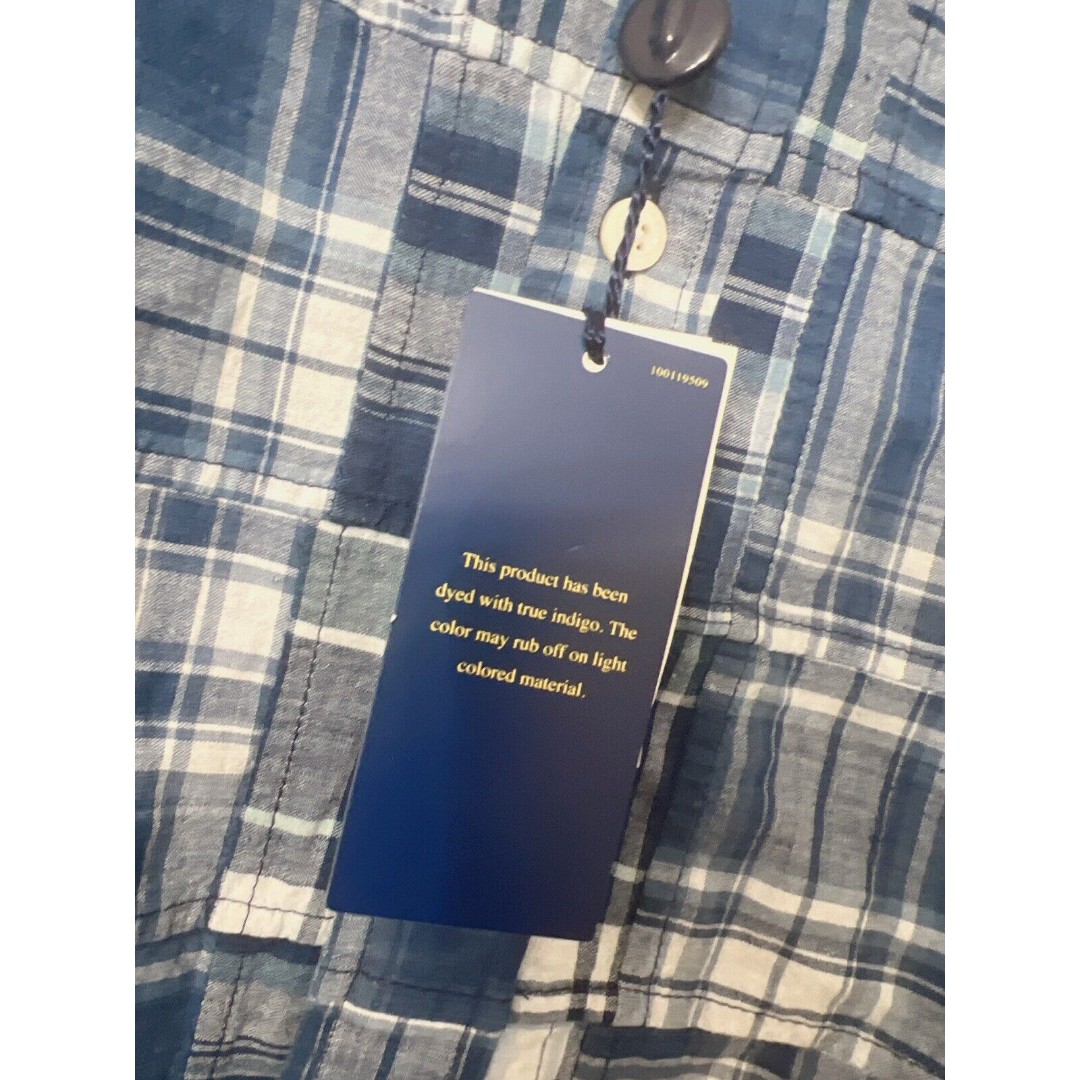 100119509
This product has been
dyed with true indigo. The
color may rub off on light
colored material.